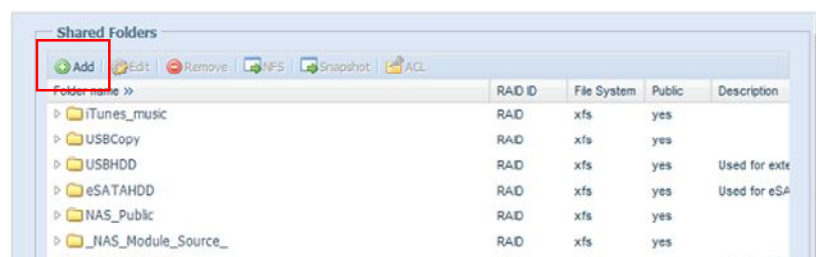 Shared Folders
Add Edit Remove NFS Snapshot ACL
Folder name » RAID ID File System Public Description
iTunes_music RAID xfs yes
USBCopy RAID xfs yes
USBHDD RAID xfs yes Used for exte
eSATAHDD RAID xfs yes Used for eSA
NAS_Public RAID xfs yes
_NAS_Module_Source_ RAID xfs yes